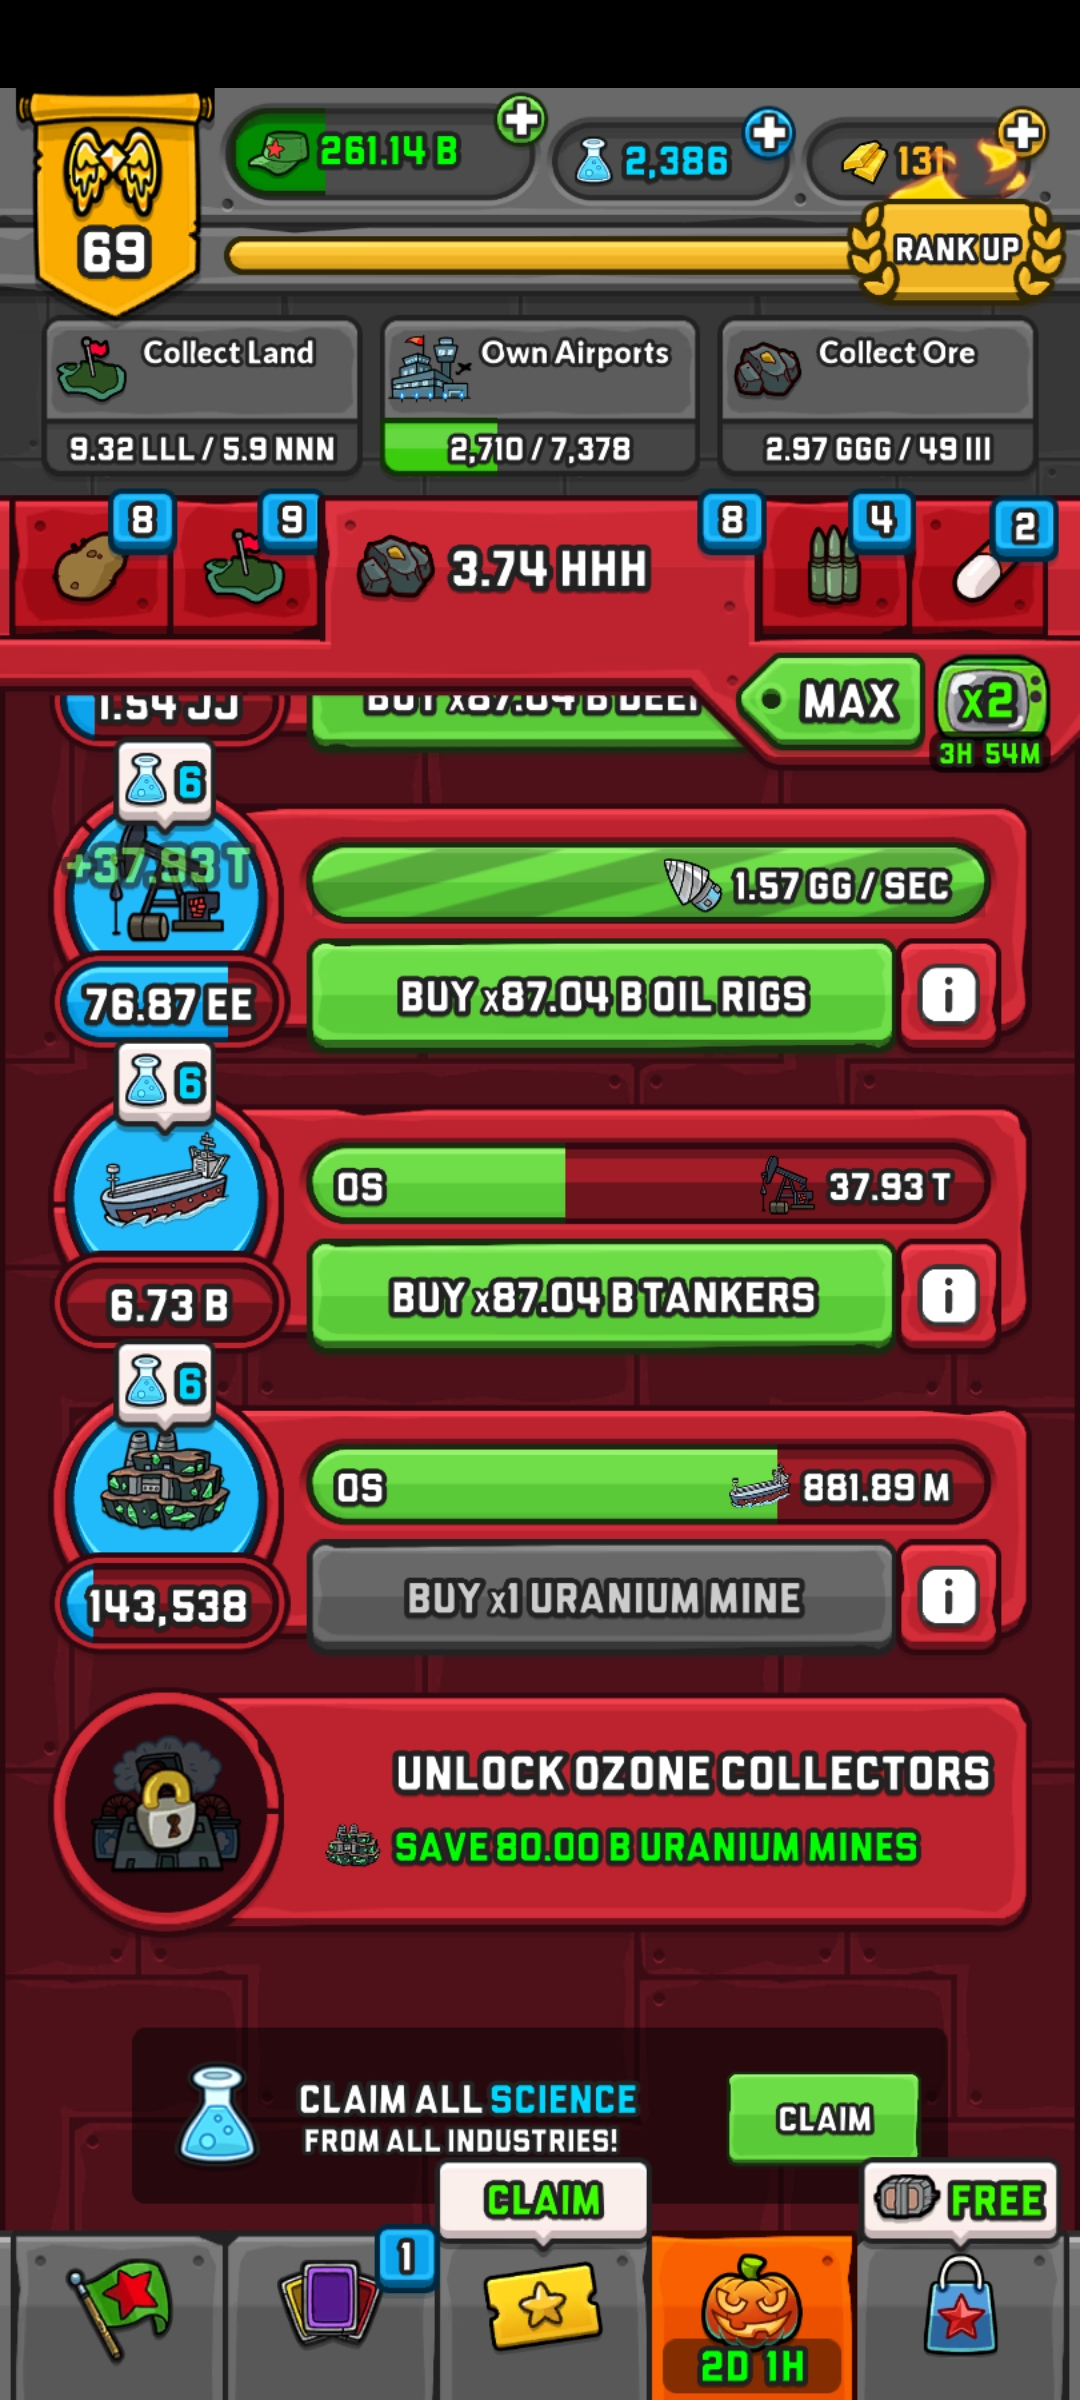 69
261.14 B
2,386
131
RANK UP
Collect Land
9.32 LLL / 5.9 NNN
Own Airports
2,710 / 7,378
Collect Ore
2.97 GGG / 49 III
8
9
3.74 HHH
8
4
2
MAX
x2
3H 54M
1.54 JJ
BUY x87.04 B
6
+37.93 T
1.57 GG / SEC
76.87 EE
BUY x87.04 B OIL RIGS
i
6
0S
37.93 T
6.73 B
BUY x87.04 B TANKERS
i
6
0S
881.89 M
143,538
BUY x1 URANIUM MINE
i
UNLOCK OZONE COLLECTORS
SAVE 80.00 B URANIUM MINES
CLAIM ALL SCIENCE
FROM ALL INDUSTRIES!
CLAIM
CLAIM
FREE
1
2D 1H